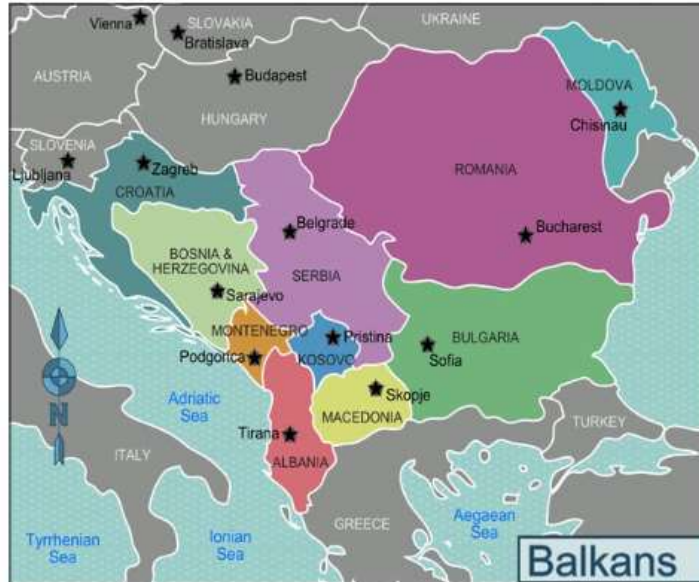 Vienna
SLOVAKIA
Bratislava
UKRAINE
AUSTRIA
Budapest
HUNGARY
MOLDOVA
Chisinau
SLOVENIA
Ljubljana
Zagreb
CROATIA
ROMANIA
Belgrade
Bucharest
BOSNIA &
HERZEGOVINA
SERBIA
Sarajevo
MONTENEGRO
Pristina
BULGARIA
Podgorica
KOSOVO
Sofia
Adriatic
Sea
Skopje
MACEDONIA
N
TURKEY
Tirana
ITALY
ALBANIA
GREECE
Aegaean
Sea
Tyrrhenian
Sea
Ionian
Sea
Balkans